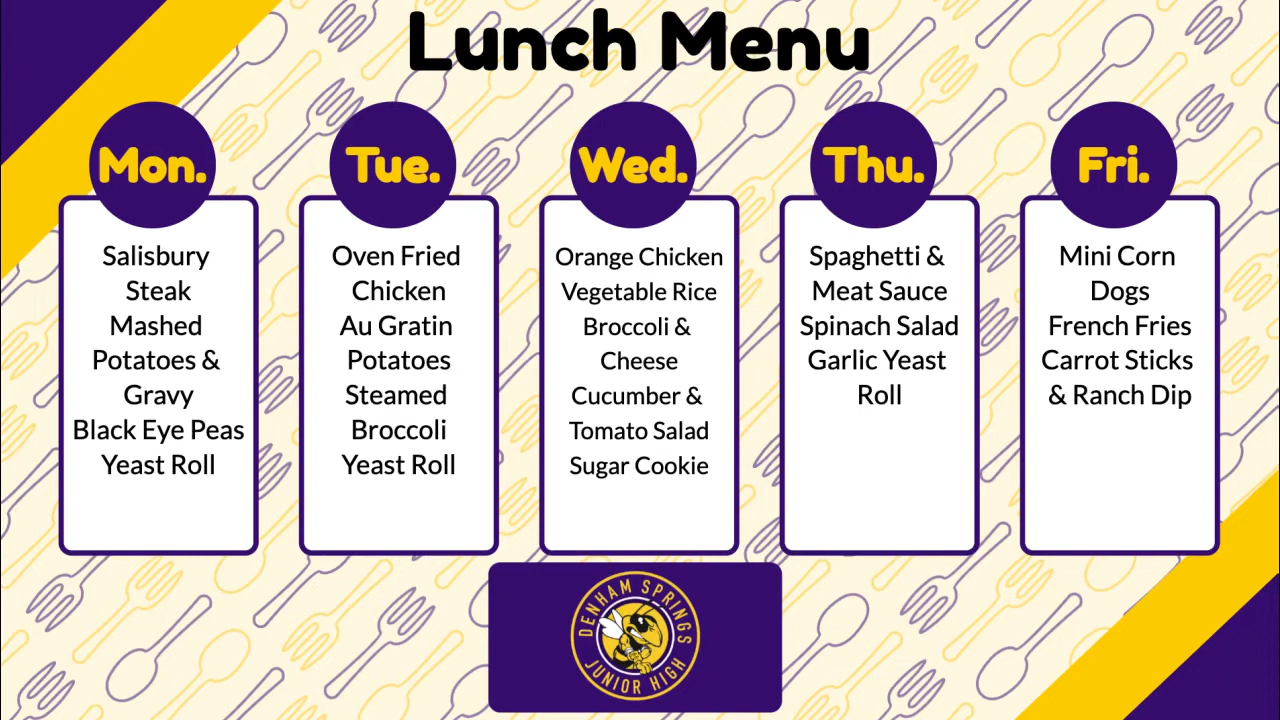 Lunch Menu
Mon.
Salisbury
Steak
Mashed
Potatoes &
Gravy
Black Eye Peas
Yeast Roll
Tue.
Oven Fried
Chicken
Au Gratin
Potatoes
Steamed
Broccoli
Yeast Roll
Wed.
Orange Chicken
Vegetable Rice
Broccoli &
Cheese
Cucumber &
Tomato Salad
Sugar Cookie
Thu.
Spaghetti &
Meat Sauce
Spinach Salad
Garlic Yeast
Roll
Fri.
Mini Corn
Dogs
French Fries
Carrot Sticks
& Ranch Dip
DENHAM SPRINGS
JUNIOR HIGH